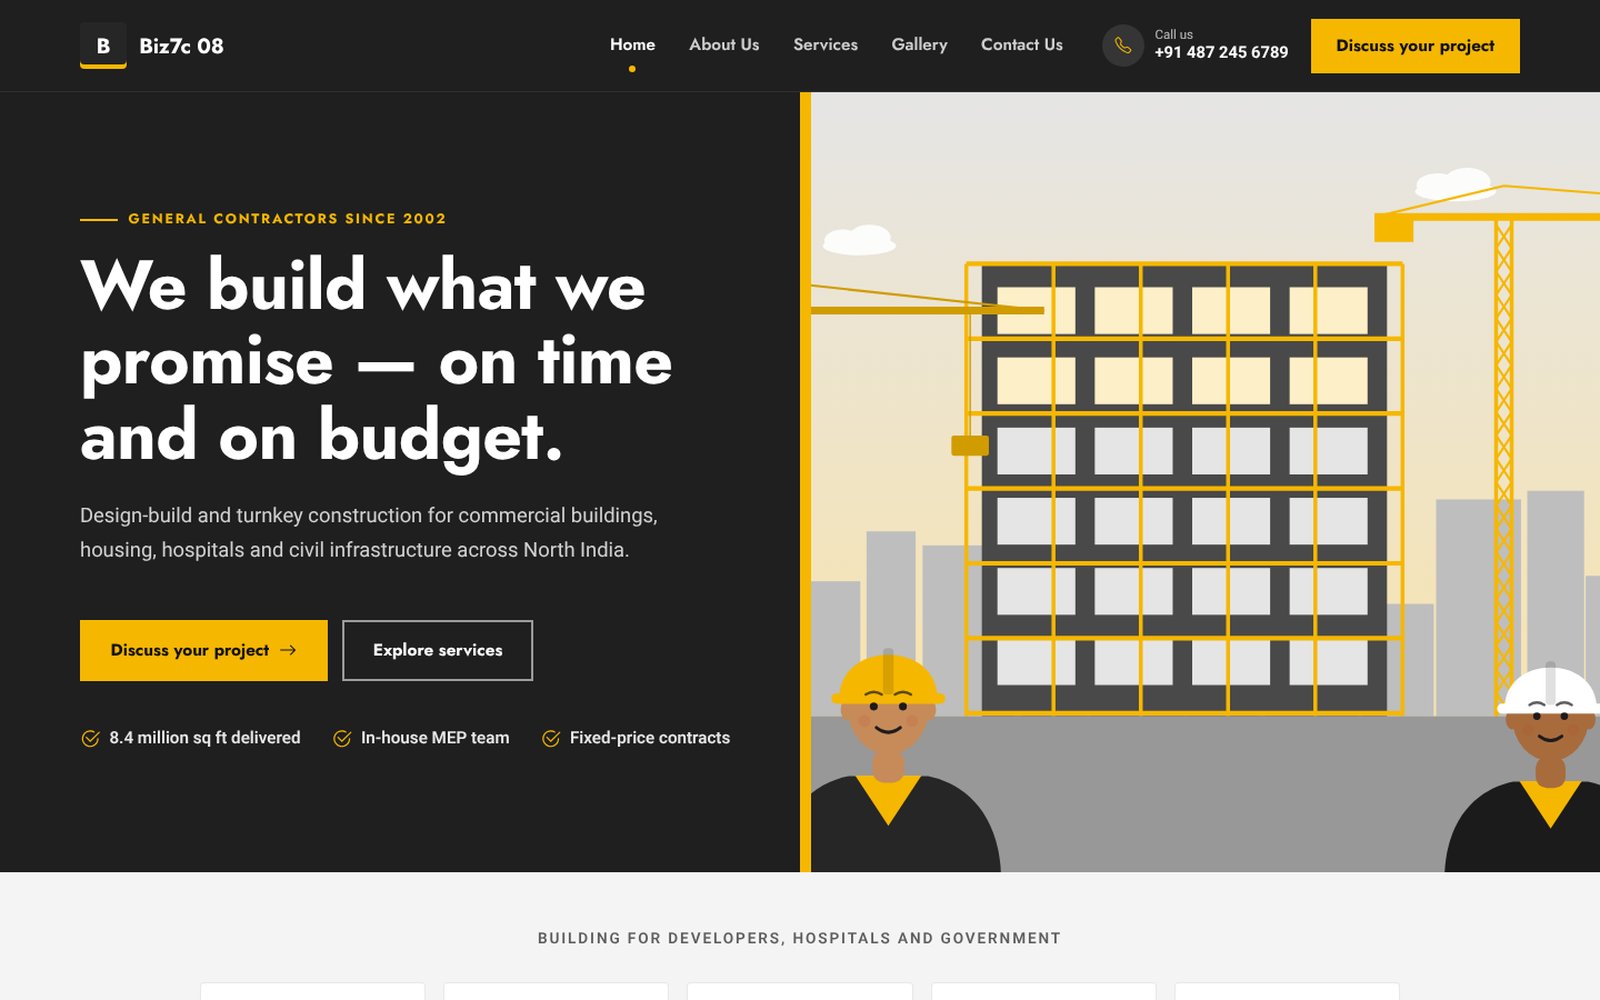 B
Biz7c 08
Home
About Us
Services
Gallery
Contact Us
Call us
+91 487 245 6789
Discuss your project
GENERAL CONTRACTORS SINCE 2002
We build what we
promise — on time
and on budget.
Design-build and turnkey construction for commercial buildings,
housing, hospitals and civil infrastructure across North India.
Discuss your project →
Explore services
8.4 million sq ft delivered
In-house MEP team
Fixed-price contracts
BUILDING FOR DEVELOPERS, HOSPITALS AND GOVERNMENT